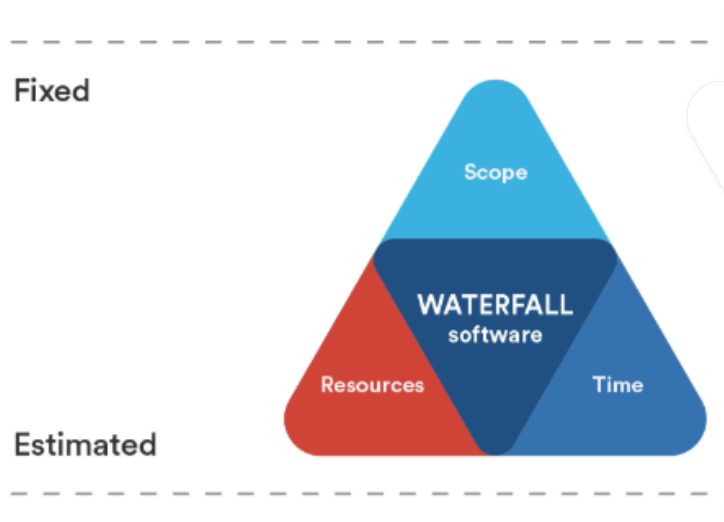 Fixed
Scope
WATERFALL
software
Resources
Time
Estimated